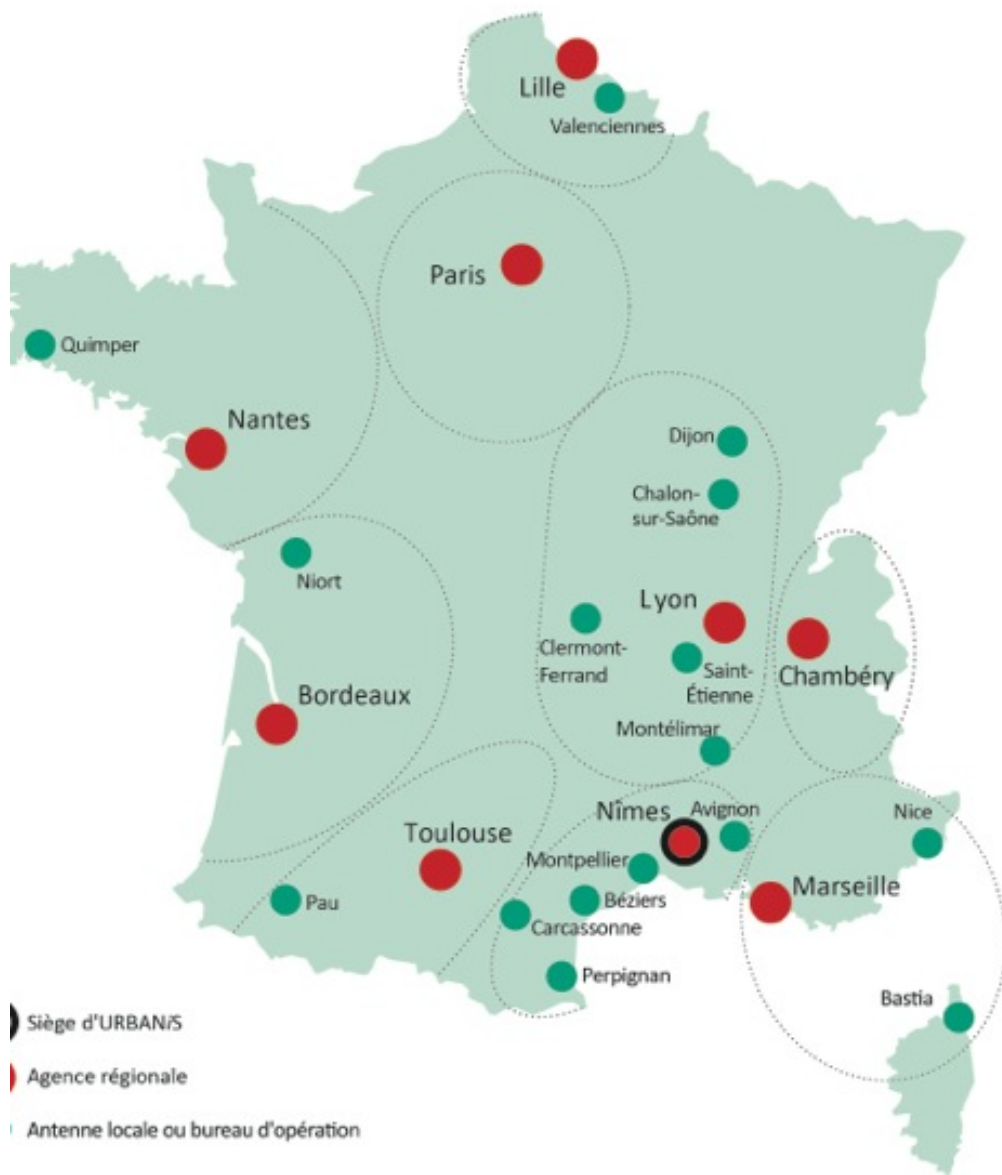 Lille
Valenciennes
Paris
Quimper
Nantes
Dijon
Chalon-
sur-Saône
Niort
Lyon
Clermont-
Ferrand
Saint-
Étienne
Chambéry
Bordeaux
Montélimar
Nîmes
Avignon
Nice
Toulouse
Montpellier
Marseille
Pau
Béziers
Carcassonne
Perpignan
Bastia
Siège d'URBANiS
Agence régionale
Antenne locale ou bureau d'opération